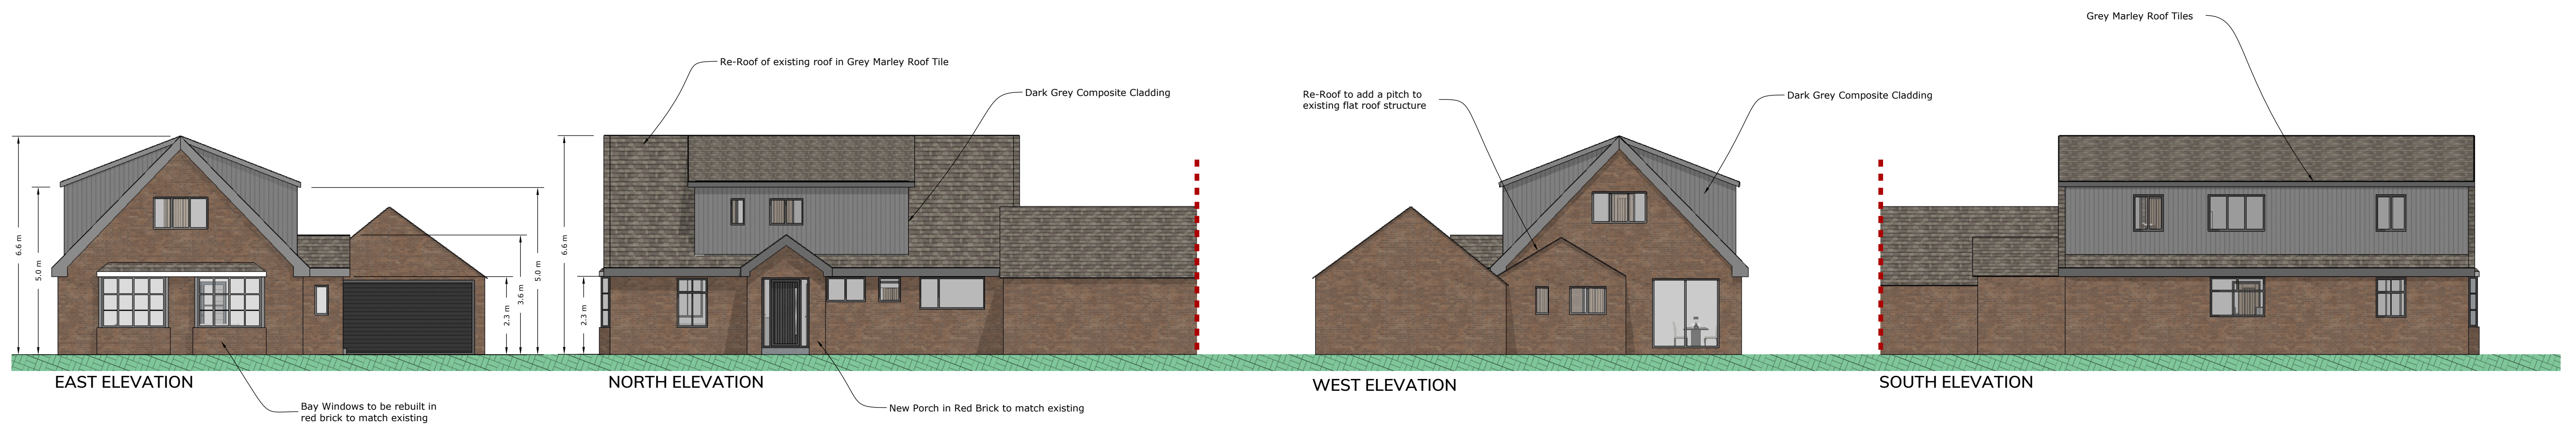 Grey Marley Roof Tiles
Re-Roof of existing roof in Grey Marley Roof Tile
Dark Grey Composite Cladding
Re-Roof to add a pitch to
existing flat roof structure
Dark Grey Composite Cladding
6.6 m
5.0 m
2.3 m
3.6 m
5.0 m
6.6 m
2.3 m
EAST ELEVATION
NORTH ELEVATION
WEST ELEVATION
SOUTH ELEVATION
Bay Windows to be rebuilt in
red brick to match existing
New Porch in Red Brick to match existing